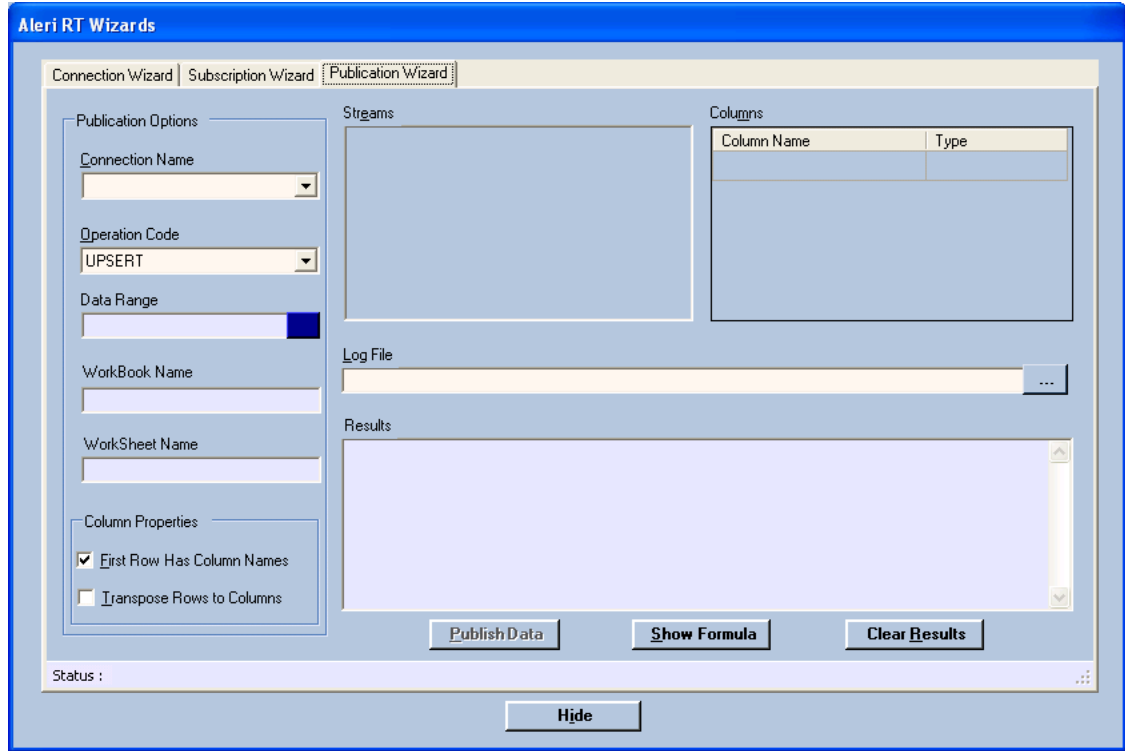 Aleri RT Wizards
Connection Wizard
Subscription Wizard
Publication Wizard
Publication Options
Connection Name
Operation Code
UPSERT
Data Range
WorkBook Name
WorkSheet Name
Column Properties
First Row Has Column Names
Transpose Rows to Columns
Streams
Columns
Column Name
Type
Log File
...
Results
Publish Data
Show Formula
Clear Results
Status :
Hide